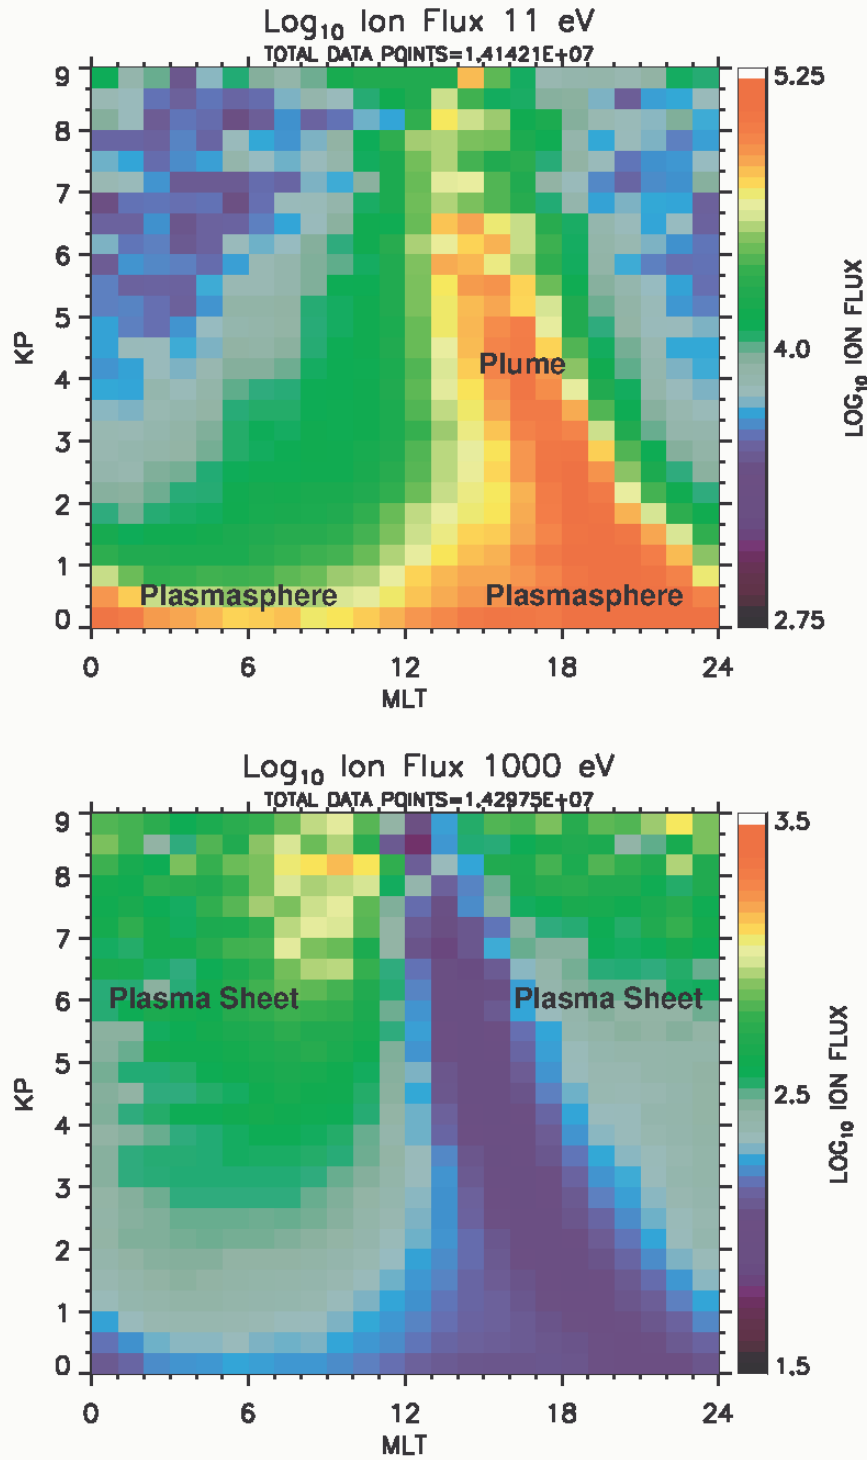 Log₁₀ Ion Flux 11 eV
TOTAL DATA POINTS=1.41421E+07
9
8
7
6
5
4
3
2
1
0
KP
Plume
Plasmasphere
Plasmasphere
0
6
12
18
24
MLT
5.25
4.0
2.75
LOG₁₀ ION FLUX
Log₁₀ Ion Flux 1000 eV
TOTAL DATA POINTS=1.42975E+07
9
8
7
6
5
4
3
2
1
0
KP
Plasma Sheet
Plasma Sheet
0
6
12
18
24
MLT
3.5
2.5
1.5
LOG₁₀ ION FLUX